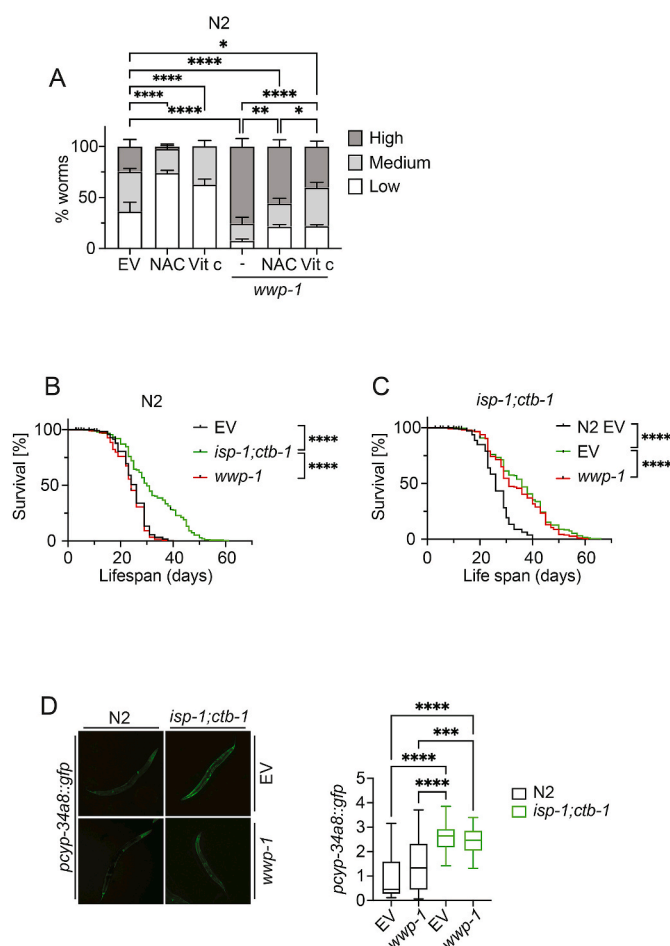 N2
A
*
****
****
****
****
****
**
*
% worms
100
50
0
High
Medium
Low
EV NAC Vit c - NAC Vit c
wwp-1
B
N2
Survival [%]
100
50
0
0 20 40 60
Lifespan (days)
EV
isp-1;ctb-1
wwp-1
****
****
C
isp-1;ctb-1
Survival [%]
100
50
0
0 20 40 60
Life span (days)
N2 EV
EV
wwp-1
****
****
D
N2 isp-1;ctb-1
pcyp-34a8::gfp
EV
wwp-1
****
***
****
****
pcyp-34a8::gfp
5
4
3
2
1
0
EV wwp-1 EV wwp-1
N2
isp-1;ctb-1